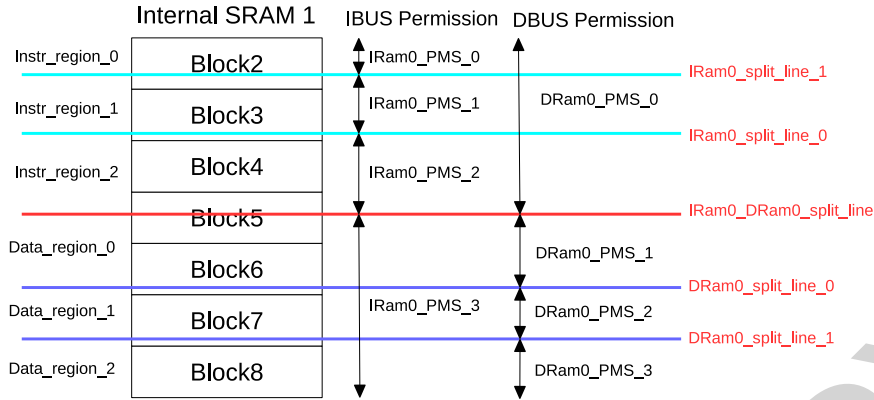 Internal SRAM 1 IBUS Permission DBUS Permission
Instr_region_0 Block2 IRam0_PMS_0
IRam0_split_line_1
Instr_region_1 Block3 IRam0_PMS_1 DRam0_PMS_0
IRam0_split_line_0
Instr_region_2 Block4 IRam0_PMS_2
Block5 IRam0_DRam0_split_line
Data_region_0 Block6 DRam0_PMS_1
DRam0_split_line_0
Data_region_1 Block7 IRam0_PMS_3 DRam0_PMS_2
DRam0_split_line_1
Data_region_2 Block8 DRam0_PMS_3